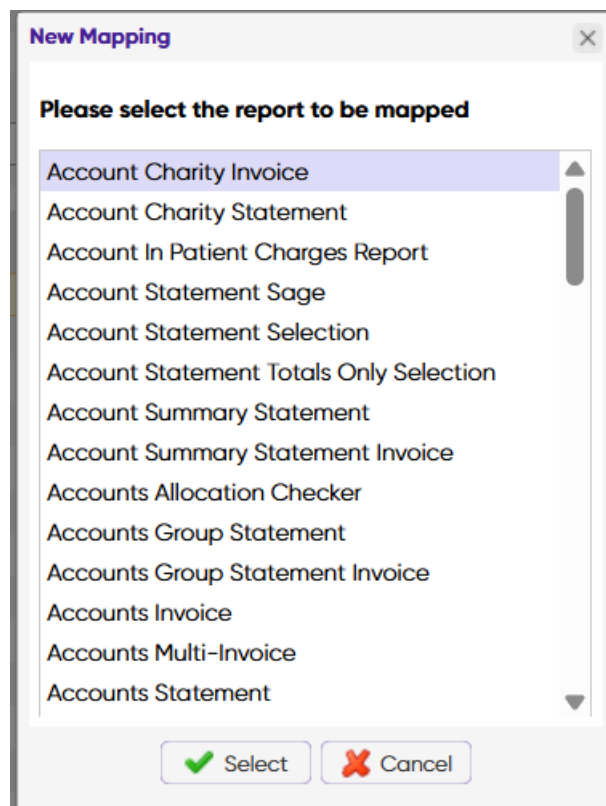 New Mapping
Please select the report to be mapped
Account Charity Invoice
Account Charity Statement
Account In Patient Charges Report
Account Statement Sage
Account Statement Selection
Account Statement Totals Only Selection
Account Summary Statement
Account Summary Statement Invoice
Accounts Allocation Checker
Accounts Group Statement
Accounts Group Statement Invoice
Accounts Invoice
Accounts Multi-Invoice
Accounts Statement
Select Cancel